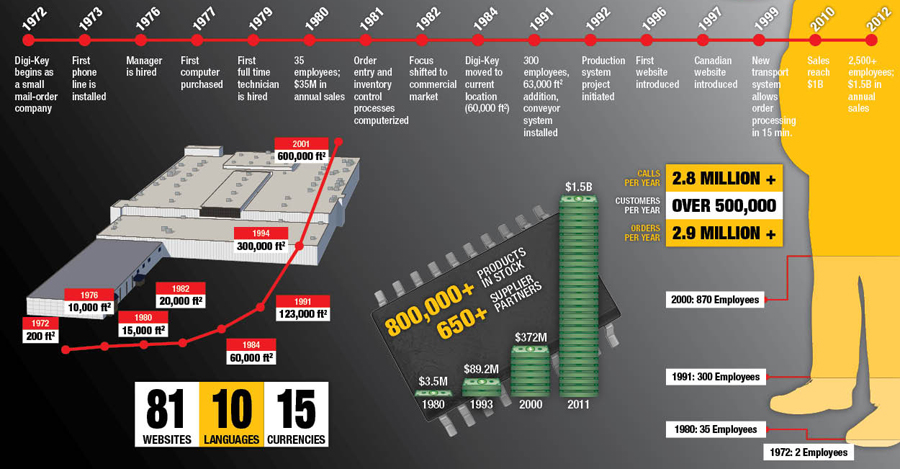 1972
Digi-Key
begins as
a small
mail-order
company
1973
First
phone
line is
installed
1976
Manager
is hired
1977
First
computer
purchased
1979
First
full time
technician
is hired
1980
35
employees;
$35M in
annual sales
1981
Order
entry and
inventory
control
processes
computerized
1982
Focus
shifted to
commercial
market
1984
Digi-Key
moved to
current
location
(60,000 ft²)
1991
300
employees,
63,000 ft²
addition,
conveyor
system
installed
1992
Production
system
project
initiated
1996
First
website
introduced
1997
Canadian
website
introduced
1999
New
transport
system
allows
order
processing
in 15 min.
2010
Sales
reach
$1B
2012
2,500+
employees;
$1.5B in
annual
sales
2001
600,000 ft²
1994
300,000 ft²
1991
123,000 ft²
1984
60,000 ft²
1982
20,000 ft²
1980
15,000 ft²
1976
10,000 ft²
1972
200 ft²
81
WEBSITES
10
LANGUAGES
15
CURRENCIES
800,000+ PRODUCTS
IN STOCK
650+ SUPPLIER
PARTNERS
$3.5M
1980
$89.2M
1993
$372M
2000
$1.5B
2011
CALLS
PER YEAR
2.8 MILLION +
CUSTOMERS
PER YEAR
OVER 500,000
ORDERS
PER YEAR
2.9 MILLION +
2000: 870 Employees
1991: 300 Employees
1980: 35 Employees
1972: 2 Employees